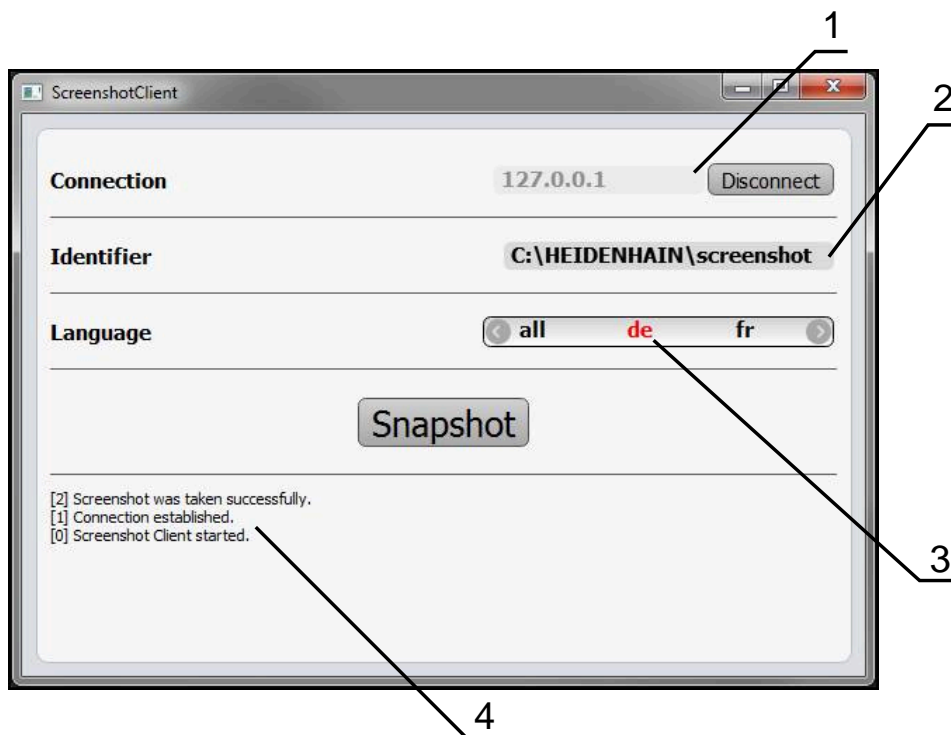 1
ScreenshotClient
2
Connection 127.0.0.1 Disconnect
Identifier C:\HEIDENHAIN\screenshot
Language all de fr
Snapshot
[2] Screenshot was taken successfully.
[1] Connection established.
[0] Screenshot Client started.
3
4